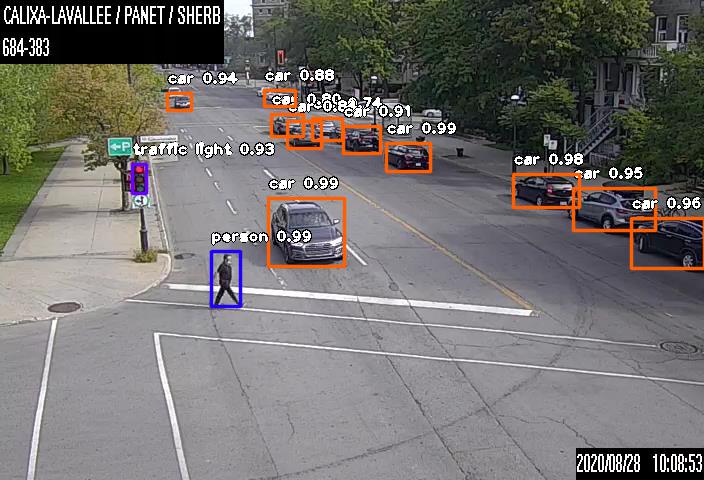 CALIXA-LAVALLEE / PANET / SHERB
684-383
car 0.94
car 0.88
0.74
car 0.91
car 0.99
traffic light 0.93
P
car 0.98
car 0.95
car 0.99
car 0.96
person 0.99
2020/08/28 10:08:53